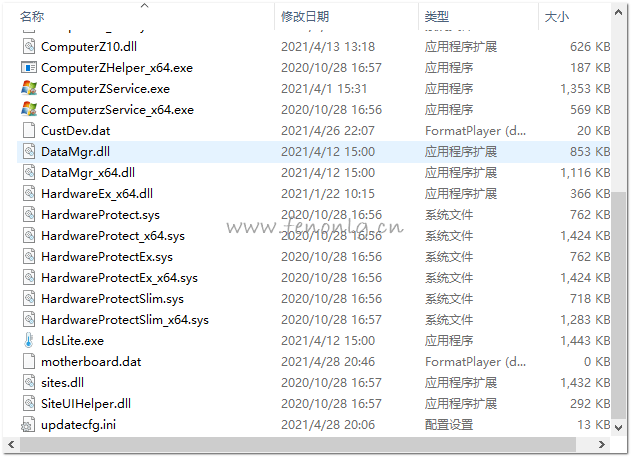 名称 修改日期 类型 大小
ComputerZ10.dll 2021/4/13 13:18 应用程序扩展 626 KB
ComputerZHelper_x64.exe 2020/10/28 16:57 应用程序 187 KB
ComputerZService.exe 2021/4/1 15:31 应用程序 1,353 KB
ComputerzService_x64.exe 2020/10/28 16:56 应用程序 569 KB
CustDev.dat 2021/4/26 22:07 FormatPlayer (d... 20 KB
DataMgr.dll 2021/4/12 15:00 应用程序扩展 853 KB
DataMgr_x64.dll 2021/4/12 15:00 应用程序扩展 1,116 KB
HardwareEx_x64.dll 2021/1/22 10:15 应用程序扩展 366 KB
HardwareProtect.sys 2020/10/28 16:56 系统文件 762 KB
www.fenonla.cn
HardwareProtect_x64.sys 2020/10/28 16:56 系统文件 1,424 KB
HardwareProtectEx.sys 2020/10/28 16:56 系统文件 762 KB
HardwareProtectEx_x64.sys 2020/10/28 16:56 系统文件 1,424 KB
HardwareProtectSlim.sys 2020/10/28 16:56 系统文件 718 KB
HardwareProtectSlim_x64.sys 2020/10/28 16:57 系统文件 1,283 KB
LdsLite.exe 2021/4/12 15:00 应用程序 1,443 KB
motherboard.dat 2021/4/28 20:46 FormatPlayer (d... 0 KB
sites.dll 2020/10/28 16:57 应用程序扩展 1,432 KB
SiteUIHelper.dll 2020/10/28 16:57 应用程序扩展 292 KB
updatecfg.ini 2021/4/28 20:06 配置设置 13 KB